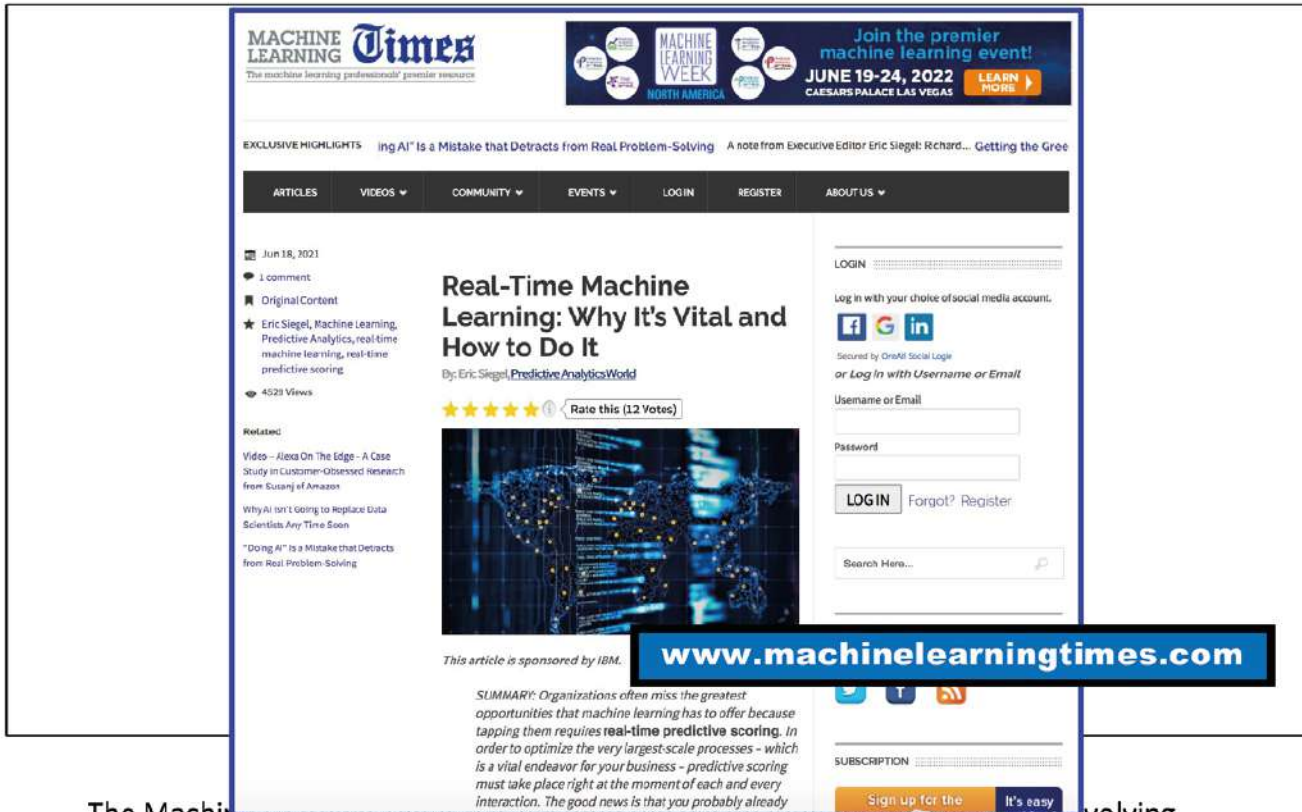 MACHINE
LEARNING Times
The machine learning professionals' premier resource
MACHINE
LEARNING
WEEK
NORTH AMERICA
Join the premier
machine learning event!
JUNE 19-24, 2022
CAESARS PALACE LAS VEGAS
LEARN
MORE
EXCLUSIVE HIGHLIGHTS ing AI" Is a Mistake that Detracts from Real Problem-Solving A note from Executive Editor Eric Siegel: Richard... Getting the Gree
ARTICLES VIDEOS COMMUNITY EVENTS LOGIN REGISTER ABOUT US
Jun 18, 2021
1 comment
Original Content
Eric Siegel, Machine Learning,
Predictive Analytics, real-time
machine learning, real-time
predictive scoring
4529 Views
Related
Video – Alexa On The Edge – A Case
Study in Customer-Obsessed Research
from Susanj of Amazon
Why AI Isn't Going to Replace Data
Scientists Any Time Soon
"Doing AI" Is a Mistake that Detracts
from Real Problem-Solving
Real-Time Machine
Learning: Why It's Vital and
How to Do It
By: Eric Siegel, Predictive Analytics World
Rate this (12 Votes)
This article is sponsored by IBM.
SUMMARY: Organizations often miss the greatest
opportunities that machine learning has to offer because
tapping them requires real-time predictive scoring. In
order to optimize the very largest-scale processes – which
is a vital endeavor for your business – predictive scoring
must take place right at the moment of each and every
interaction. The good news is that you probably already
LOGIN
Log in with your choice of social media account.
Secured by OneAll Social Login
or Log in with Username or Email
Username or Email
Password
LOG IN Forgot? Register
Search Here...
www.machinelearningtimes.com
SUBSCRIPTION
Sign up for the
It's easy
The Machin
volving